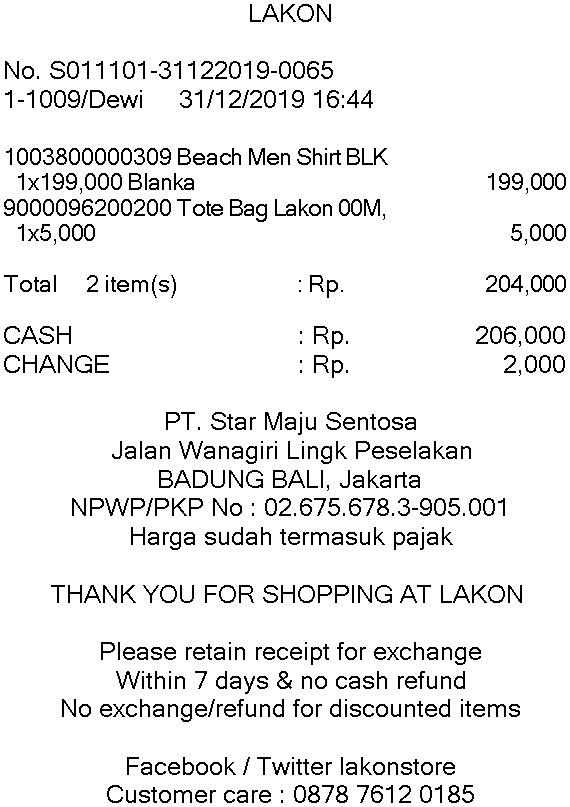 LAKON
No. S011101-31122019-0065
1-1009/Dewi 31/12/2019 16:44
1003800000309 Beach Men Shirt BLK
1x199,000 Blanka 199,000
9000096200200 Tote Bag Lakon 00M,
1x5,000 5,000
Total 2 item(s) : Rp. 204,000
CASH : Rp. 206,000
CHANGE : Rp. 2,000
PT. Star Maju Sentosa
Jalan Wanagiri Lingk Peselakan
BADUNG BALI, Jakarta
NPWP/PKP No : 02.675.678.3-905.001
Harga sudah termasuk pajak
THANK YOU FOR SHOPPING AT LAKON
Please retain receipt for exchange
Within 7 days & no cash refund
No exchange/refund for discounted items
Facebook / Twitter lakonstore
Customer care : 0878 7612 0185